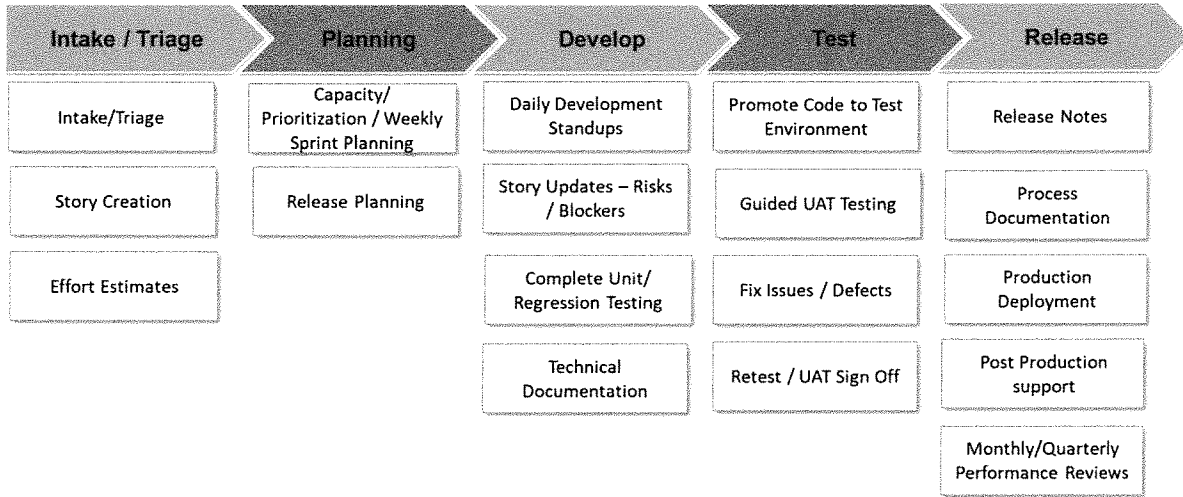 Intake / Triage
Planning
Develop
Test
Release
Intake/Triage
Story Creation
Effort Estimates
Capacity/
Prioritization / Weekly
Sprint Planning
Release Planning
Daily Development
Standups
Story Updates – Risks
/ Blockers
Complete Unit/
Regression Testing
Technical
Documentation
Promote Code to Test
Environment
Guided UAT Testing
Fix Issues / Defects
Retest / UAT Sign Off
Release Notes
Process
Documentation
Production
Deployment
Post Production
support
Monthly/Quarterly
Performance Reviews